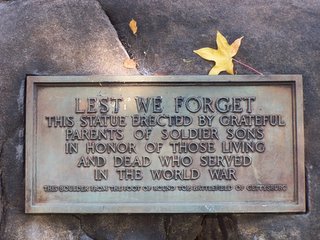 LEST WE FORGET
THIS STATUE ERECTED BY GRATEFUL
PARENTS OF SOLDIER SONS
IN HONOR OF THOSE LIVING
AND DEAD WHO SERVED
IN THE WORLD WAR
THIS BOULDER FROM THE FOOT OF ROUND TOP BATTLEFIELD OF GETTYSBURG